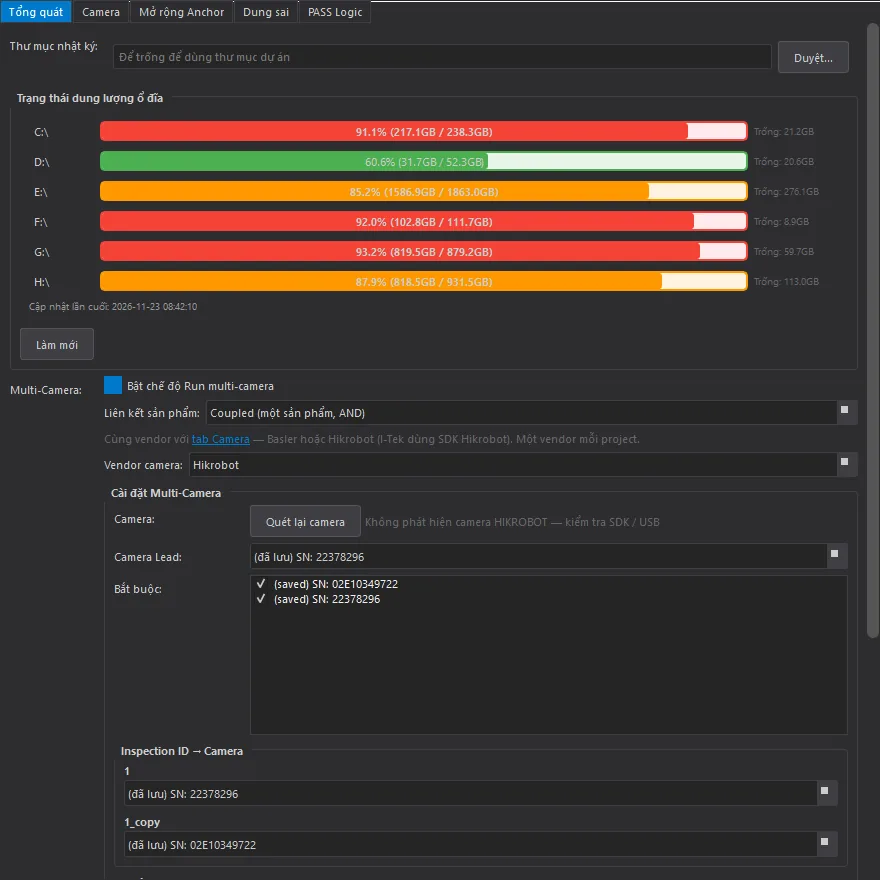 Tổng quát Camera Mở rộng Anchor Dung sai PASS Logic
Thư mục nhật ký: Để trống để dùng thư mục dự án Duyệt...
Trạng thái dung lượng ổ đĩa
C:\ 91.1% (217.1GB / 238.3GB) Trống: 21.2GB
D:\ 60.6% (31.7GB / 52.3GB) Trống: 20.6GB
E:\ 85.2% (1586.9GB / 1863.0GB) Trống: 276.1GB
F:\ 92.0% (102.8GB / 111.7GB) Trống: 8.9GB
G:\ 93.2% (819.5GB / 879.2GB) Trống: 59.7GB
H:\ 87.9% (818.5GB / 931.5GB) Trống: 113.0GB
Cập nhật lần cuối: 2026-11-23 08:42:10
Làm mới
Multi-Camera: Bật chế độ Run multi-camera
Liên kết sản phẩm: Coupled (một sản phẩm, AND)
Cùng vendor với tab Camera — Basler hoặc Hikrobot (I-Tek dùng SDK Hikrobot). Một vendor mỗi project.
Vendor camera: Hikrobot
Cài đặt Multi-Camera
Camera: Quét lại camera Không phát hiện camera HIKROBOT — kiểm tra SDK / USB
Camera Lead: (đã lưu) SN: 22378296
Bắt buộc: (saved) SN: 02E10349722
(saved) SN: 22378296
Inspection ID → Camera
1
(đã lưu) SN: 22378296
1_copy
(đã lưu) SN: 02E10349722